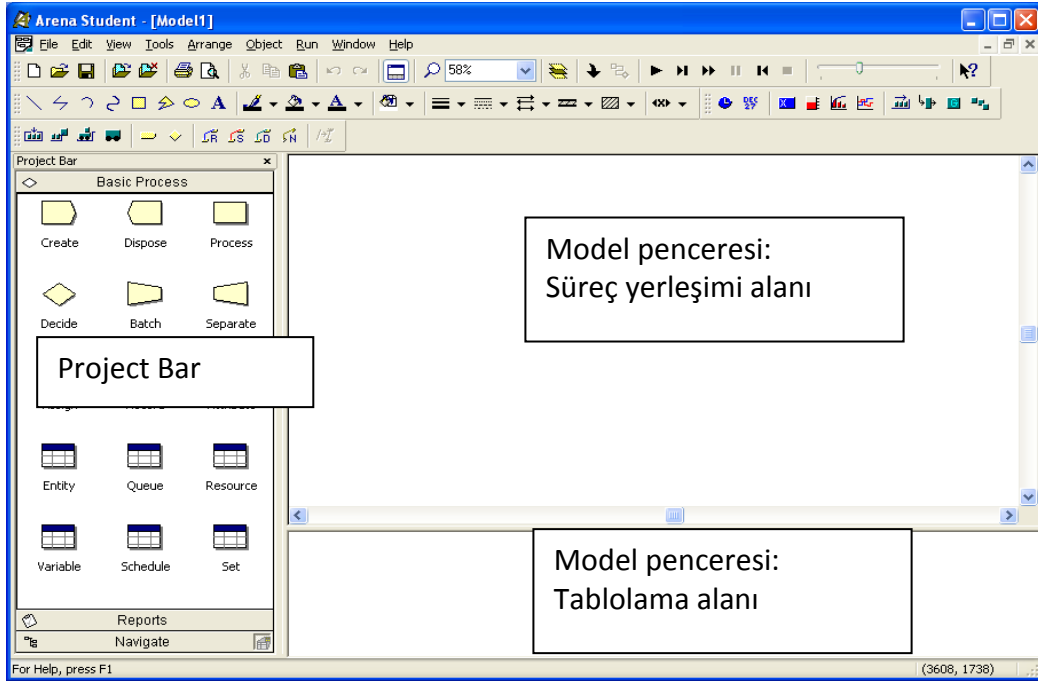 Arena Student - [Model1]
File Edit View Tools Arrange Object Run Window Help
58%
Project Bar
Basic Process
Create Dispose Process
Decide Batch Separate
Model penceresi:
Süreç yerleşimi alanı
Project Bar
Entity Queue Resource
Variable Schedule Set
Model penceresi:
Tablolama alanı
Reports
Navigate
For Help, press F1
(3608, 1738)